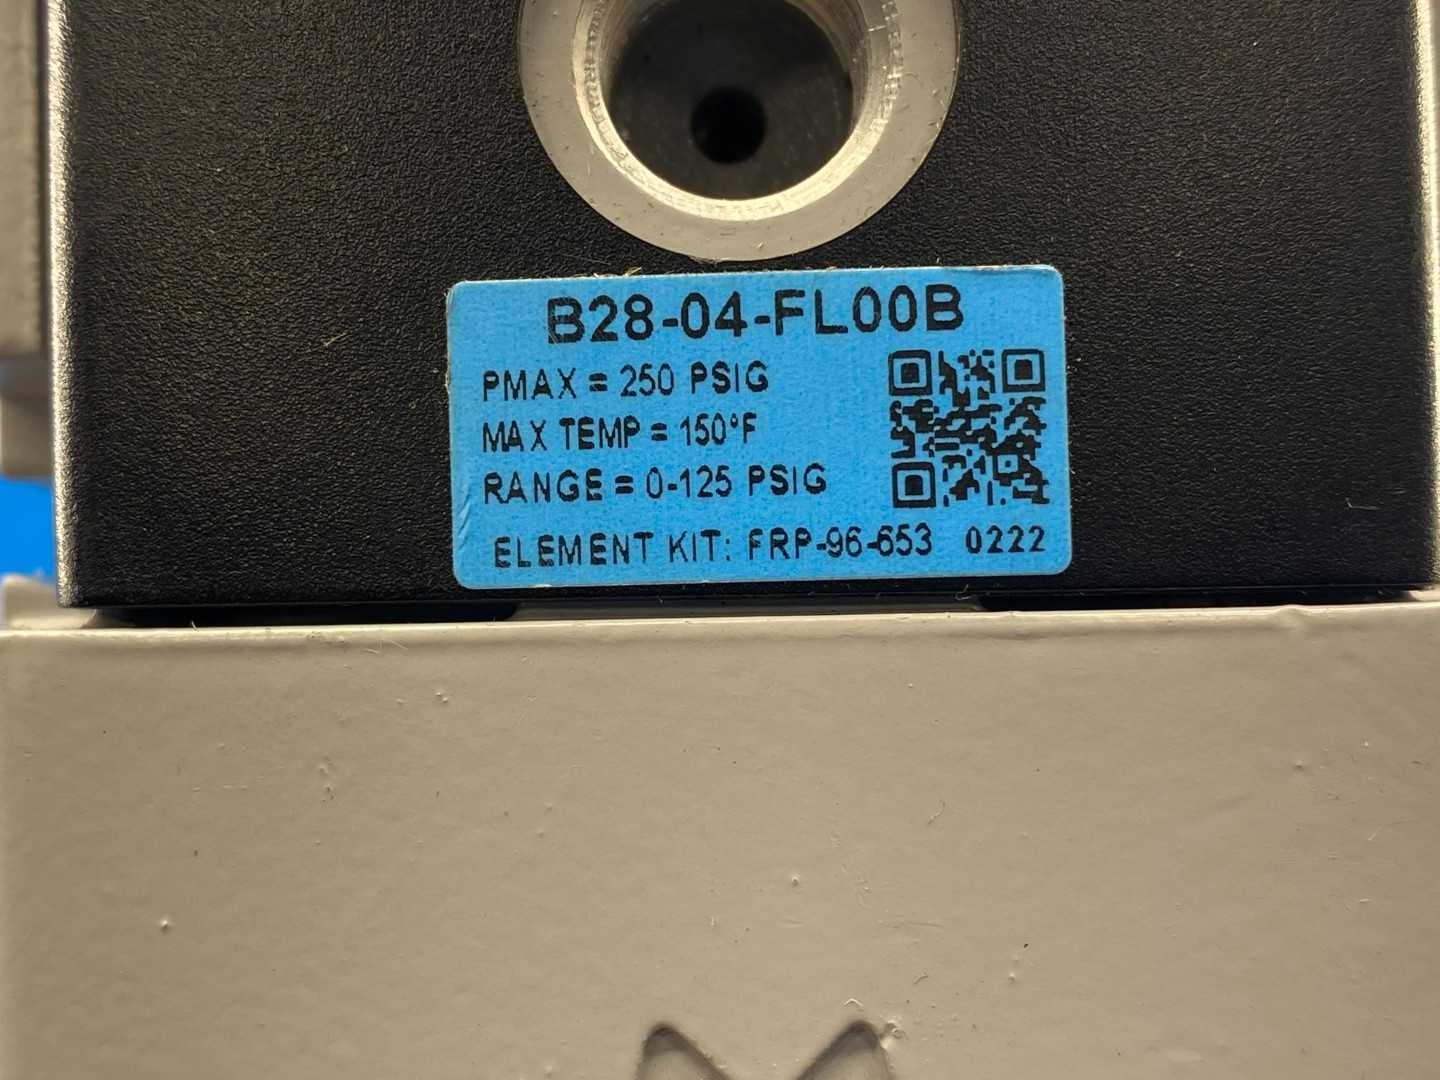 B28-04-FL00B
PMAX = 250 PSIG
MAX TEMP = 150°F
RANGE = 0-125 PSIG
ELEMENT KIT: FRP-96-653 0222